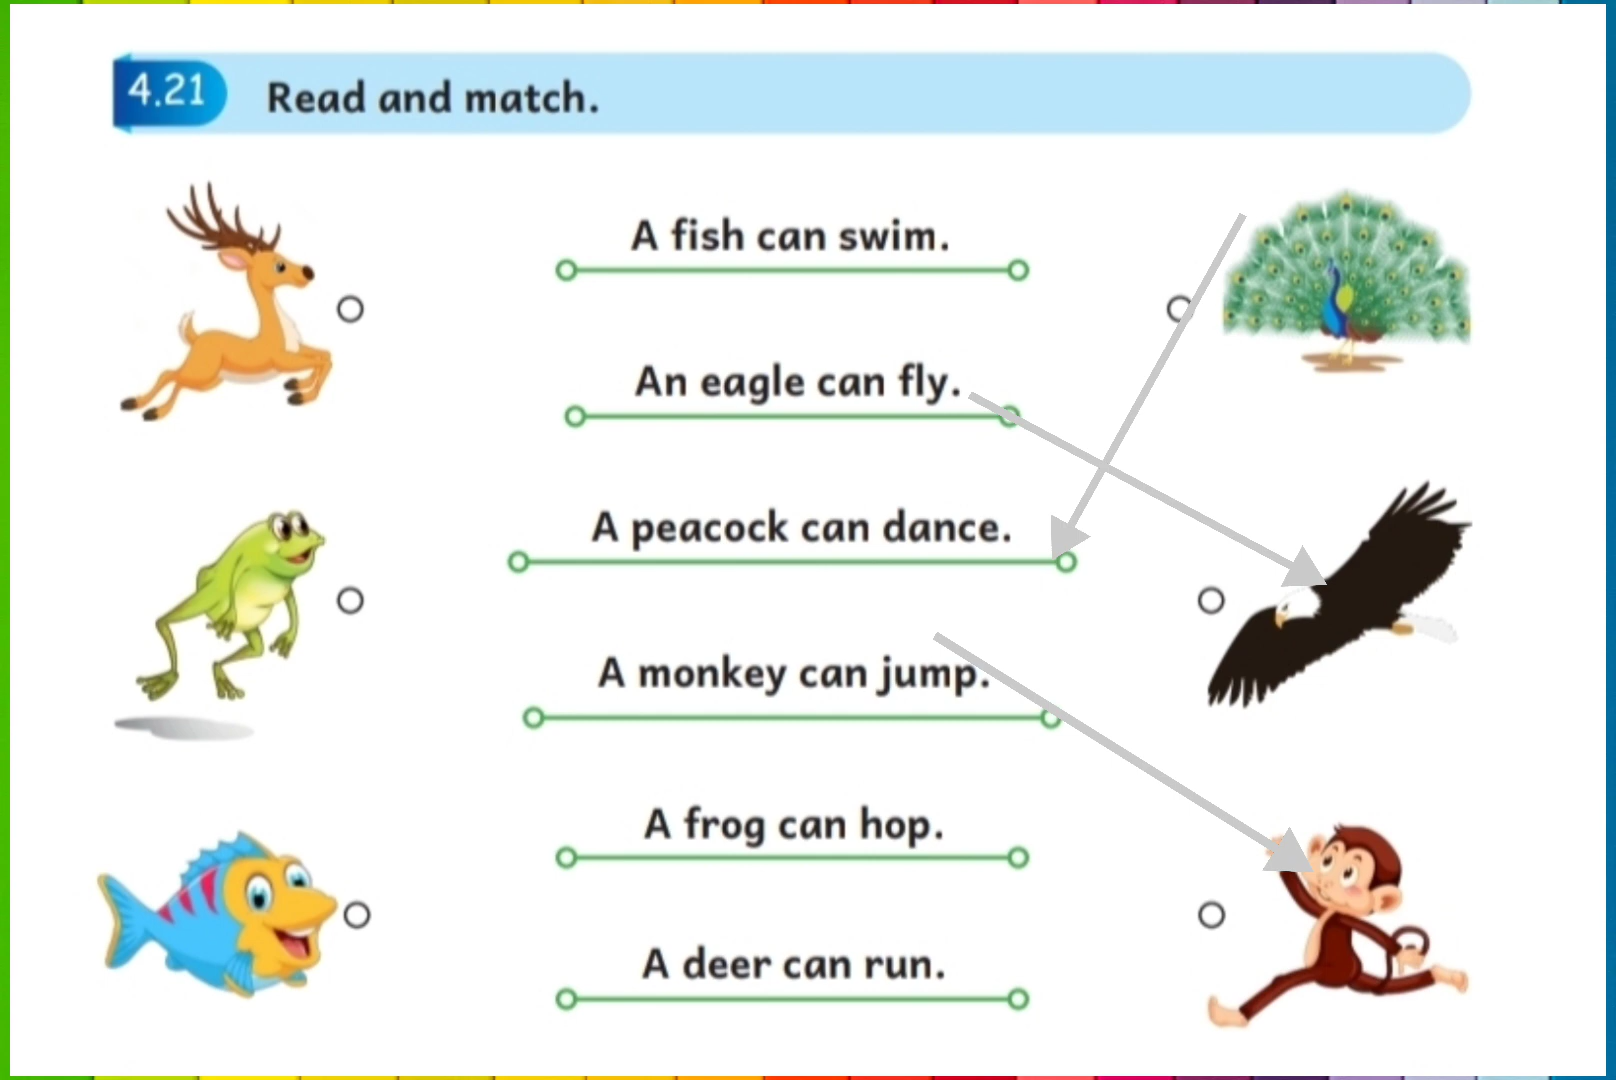 4.21 Read and match.
A fish can swim.
An eagle can fly.
A peacock can dance.
A monkey can jump.
A frog can hop.
A deer can run.